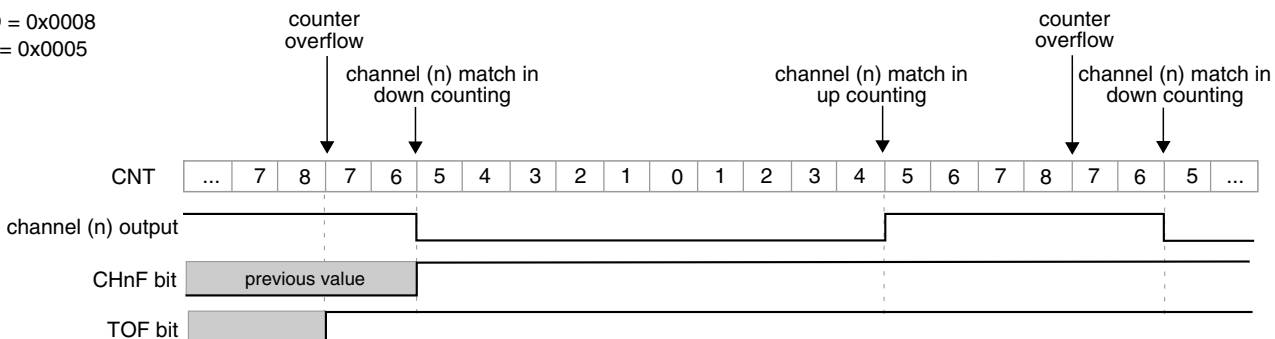 = 0x0008
= 0x0005
counter
overflow
channel (n) match in
down counting
channel (n) match in
up counting
counter
overflow
channel (n) match in
down counting
CNT ... 7 8 7 6 5 4 3 2 1 0 1 2 3 4 5 6 7 8 7 6 5 ...
channel (n) output
CHnF bit previous value
TOF bit